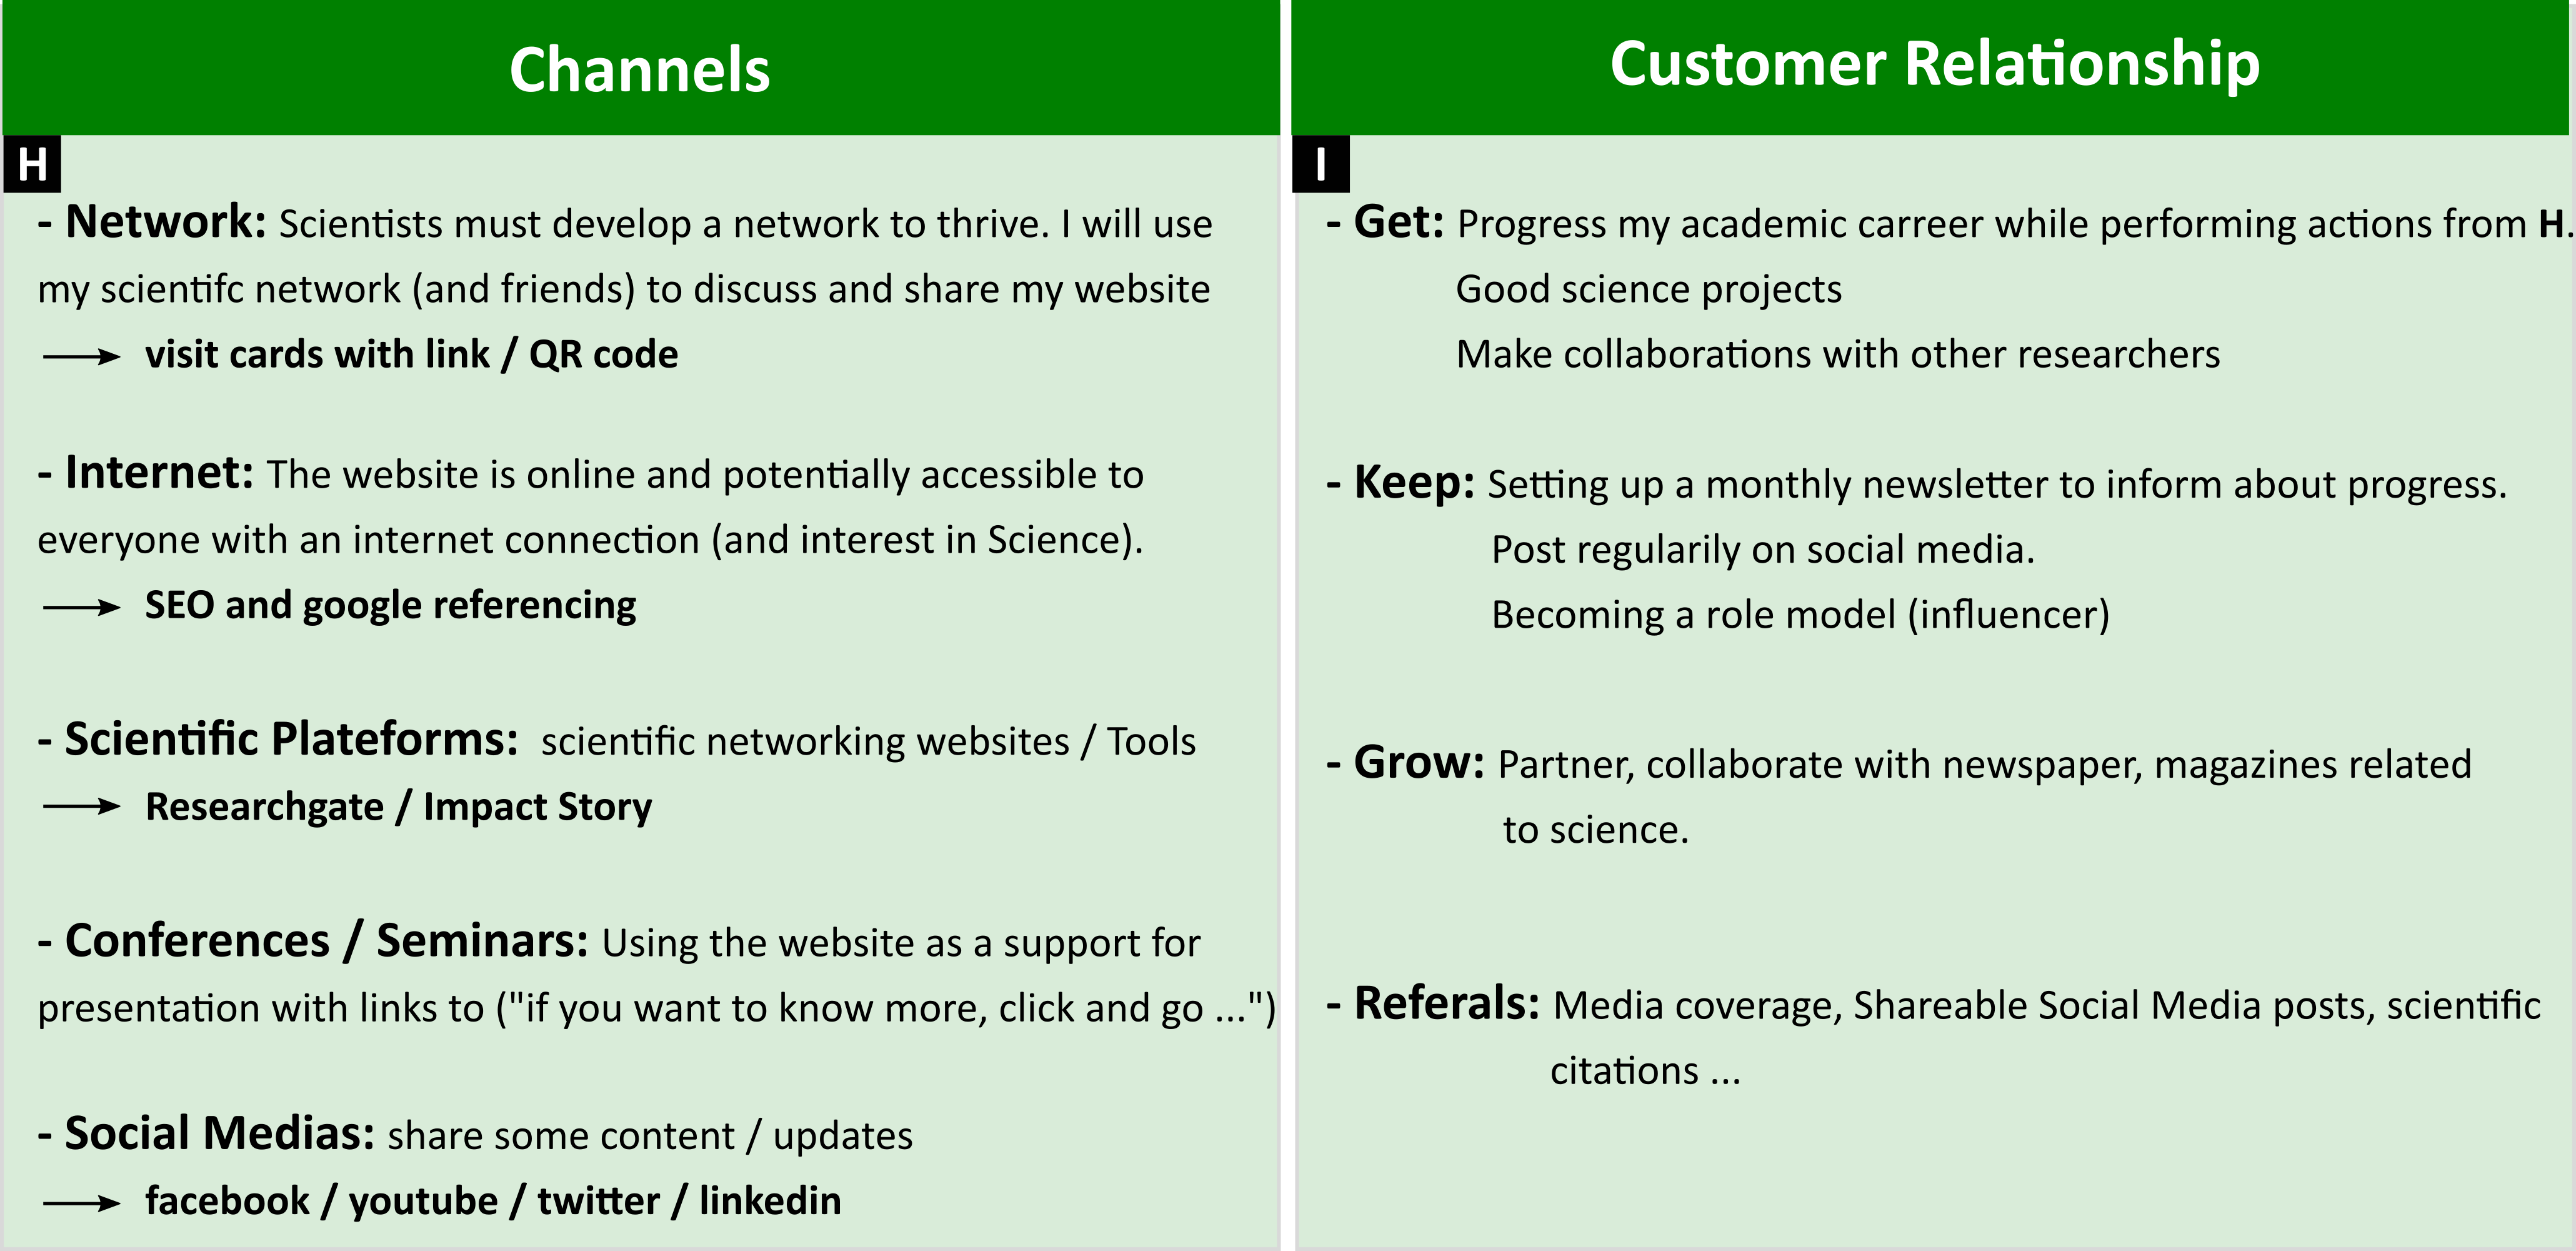 Channels
H
- Network: Scientists must develop a network to thrive. I will use
my scientifc network (and friends) to discuss and share my website
visit cards with link / QR code
- Internet: The website is online and potentially accessible to
everyone with an internet connection (and interest in Science).
SEO and google referencing
- Scientific Plateforms: scientific networking websites / Tools
Researchgate / Impact Story
- Conferences / Seminars: Using the website as a support for
presentation with links to ("if you want to know more, click and go ...")
- Social Medias: share some content / updates
facebook / youtube / twitter / linkedin
Customer Relationship
I
- Get: Progress my academic carreer while performing actions from H.
Good science projects
Make collaborations with other researchers
- Keep: Setting up a monthly newsletter to inform about progress.
Post regularily on social media.
Becoming a role model (influencer)
- Grow: Partner, collaborate with newspaper, magazines related
to science.
- Referals: Media coverage, Shareable Social Media posts, scientific
citations ...